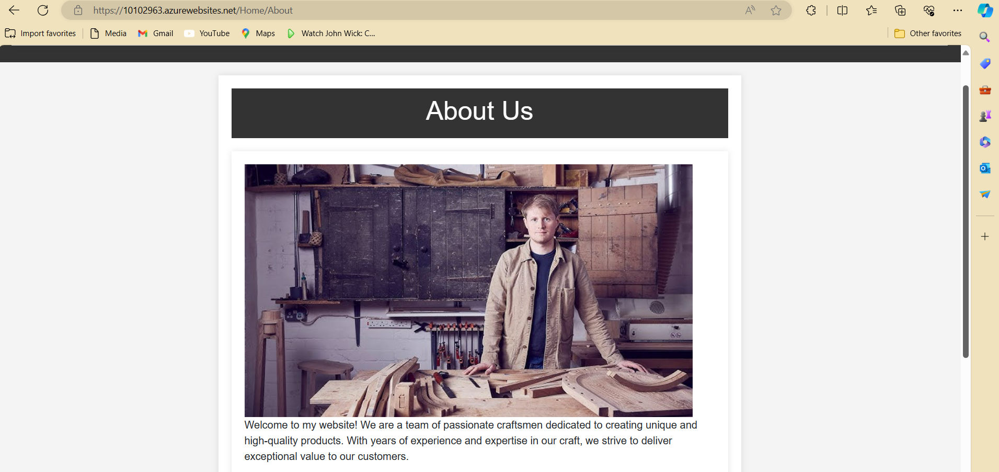 https://10102963.azurewebsites.net/Home/About
Import favorites Media Gmail YouTube Maps Watch John Wick: C... Other favorites
About Us
Welcome to my website! We are a team of passionate craftsmen dedicated to creating unique and
high-quality products. With years of experience and expertise in our craft, we strive to deliver
exceptional value to our customers.